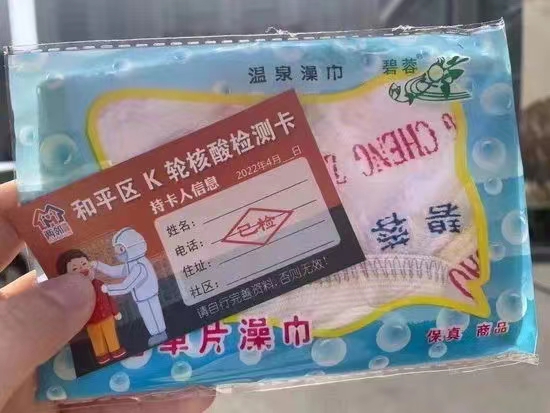 温泉澡巾
碧蓉
CHENG
碧蓉
和平区 K 轮核酸检测卡
持卡人信息
2022年4月__日
姓名:
电话:
住址:
社区:
已检
请自行完善资料,否则无效!
单片澡巾
保真 商品